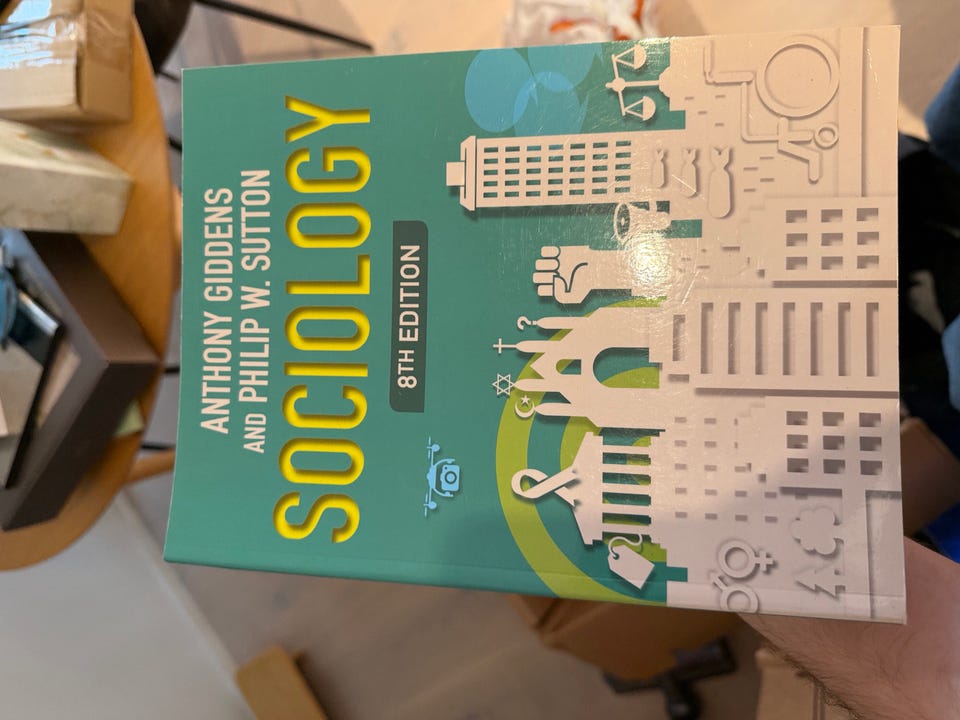 ANTHONY GIDDENS
AND PHILIP W. SUTTON
SOCIOLOGY
8TH EDITION
?